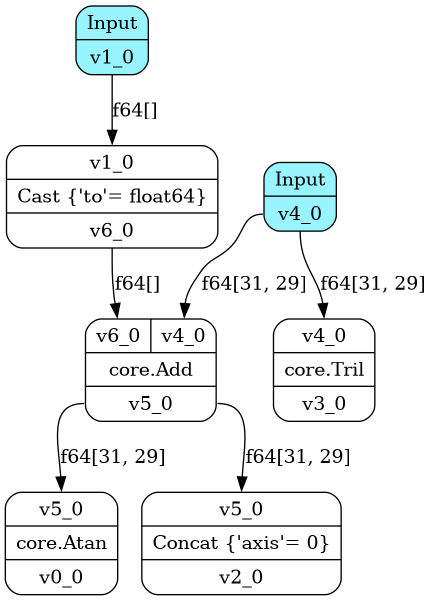 Input
v1_0
f64[]
v1_0
Cast {'to'= float64}
v6_0
Input
v4_0
f64[]
f64[31, 29]
f64[31, 29]
v6_0 v4_0
core.Add
v5_0
v4_0
core.Tril
v3_0
f64[31, 29]
f64[31, 29]
v5_0
core.Atan
v0_0
v5_0
Concat {'axis'= 0}
v2_0